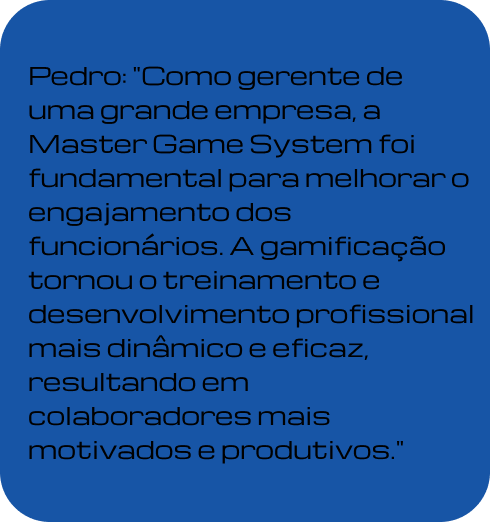 Pedro: "Como gerente de
uma grande empresa, a
Master Game System foi
fundamental para melhorar o
engajamento dos
funcionários. A gamificação
tornou o treinamento e
desenvolvimento profissional
mais dinâmico e eficaz,
resultando em
colaboradores mais
motivados e produtivos."